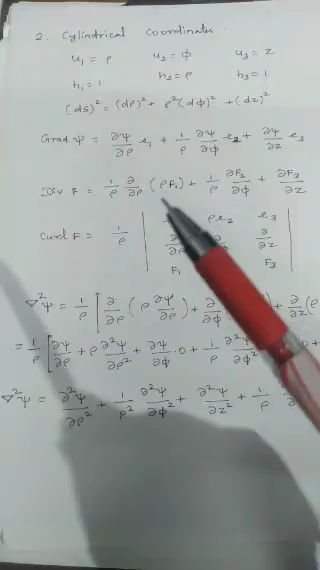 2. Cylindrical Coordinates.
u₁ = ρ u₂ = φ u₃ = z
h₁ = 1 h₂ = ρ h₃ = 1
(ds)² = (dρ)² + ρ²(dφ)² + (dz)²
Grad ψ = ∂ψ/∂ρ e₁ + 1/ρ ∂ψ/∂φ e₂ + ∂ψ/∂z e₃
Div F = 1/ρ ∂/∂ρ (ρF₁) + 1/ρ ∂F₂/∂φ + ∂F₃/∂z
Curl F = 1/ρ | ρe₂ e₃
∂/∂z
F₁ F₃ |
∇²ψ = 1/ρ [ ∂/∂ρ (ρ ∂ψ/∂ρ) + ∂/∂φ ( ) + ∂/∂z (ρ
= 1/ρ [ ∂ψ/∂ρ + ρ ∂²ψ/∂ρ² + ∂ψ/∂φ · 0 + 1/ρ ∂²ψ/∂φ² 0 +
∇²ψ = ∂²ψ/∂ρ² + 1/ρ² ∂²ψ/∂φ² + ∂²ψ/∂z² + 1/ρ